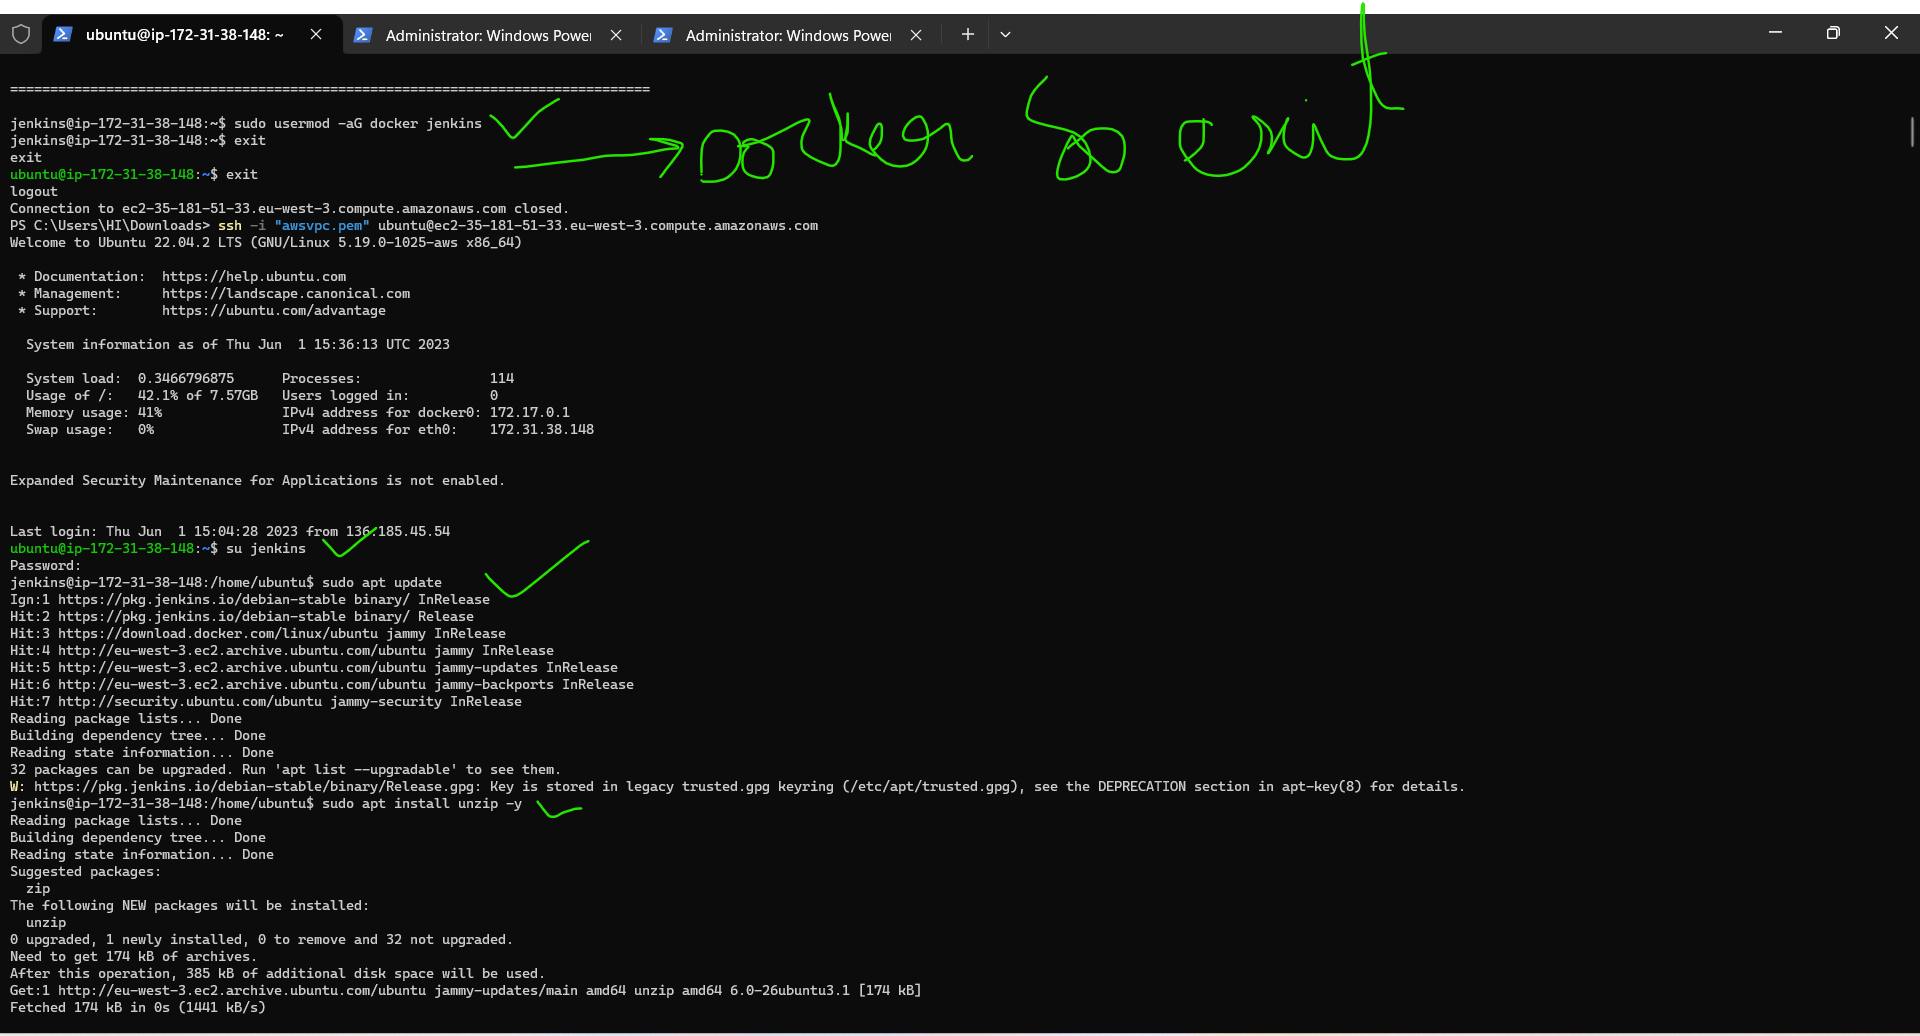 ubuntu@ip-172-31-38-148: ~ Administrator: Windows Power Administrator: Windows Power
================================================================================
jenkins@ip-172-31-38-148:~$ sudo usermod -aG docker jenkins
Docker So exit
jenkins@ip-172-31-38-148:~$ exit
exit
ubuntu@ip-172-31-38-148:~$ exit
logout
Connection to ec2-35-181-51-33.eu-west-3.compute.amazonaws.com closed.
PS C:\Users\HI\Downloads> ssh -i "awsvpc.pem" ubuntu@ec2-35-181-51-33.eu-west-3.compute.amazonaws.com
Welcome to Ubuntu 22.04.2 LTS (GNU/Linux 5.19.0-1025-aws x86_64)
* Documentation: https://help.ubuntu.com
* Management: https://landscape.canonical.com
* Support: https://ubuntu.com/advantage
System information as of Thu Jun 1 15:36:13 UTC 2023
System load: 0.3466796875 Processes: 114
Usage of /: 42.1% of 7.57GB Users logged in: 0
Memory usage: 41% IPv4 address for docker0: 172.17.0.1
Swap usage: 0% IPv4 address for eth0: 172.31.38.148
Expanded Security Maintenance for Applications is not enabled.
Last login: Thu Jun 1 15:04:28 2023 from 136.185.45.54
ubuntu@ip-172-31-38-148:~$ su jenkins
Password:
jenkins@ip-172-31-38-148:/home/ubuntu$ sudo apt update
Ign:1 https://pkg.jenkins.io/debian-stable binary/ InRelease
Hit:2 https://pkg.jenkins.io/debian-stable binary/ Release
Hit:3 https://download.docker.com/linux/ubuntu jammy InRelease
Hit:4 http://eu-west-3.ec2.archive.ubuntu.com/ubuntu jammy InRelease
Hit:5 http://eu-west-3.ec2.archive.ubuntu.com/ubuntu jammy-updates InRelease
Hit:6 http://eu-west-3.ec2.archive.ubuntu.com/ubuntu jammy-backports InRelease
Hit:7 http://security.ubuntu.com/ubuntu jammy-security InRelease
Reading package lists... Done
Building dependency tree... Done
Reading state information... Done
32 packages can be upgraded. Run 'apt list --upgradable' to see them.
W: https://pkg.jenkins.io/debian-stable/binary/Release.gpg: Key is stored in legacy trusted.gpg keyring (/etc/apt/trusted.gpg), see the DEPRECATION section in apt-key(8) for details.
jenkins@ip-172-31-38-148:/home/ubuntu$ sudo apt install unzip -y
Reading package lists... Done
Building dependency tree... Done
Reading state information... Done
Suggested packages:
zip
The following NEW packages will be installed:
unzip
0 upgraded, 1 newly installed, 0 to remove and 32 not upgraded.
Need to get 174 kB of archives.
After this operation, 385 kB of additional disk space will be used.
Get:1 http://eu-west-3.ec2.archive.ubuntu.com/ubuntu jammy-updates/main amd64 unzip amd64 6.0-26ubuntu3.1 [174 kB]
Fetched 174 kB in 0s (1441 kB/s)